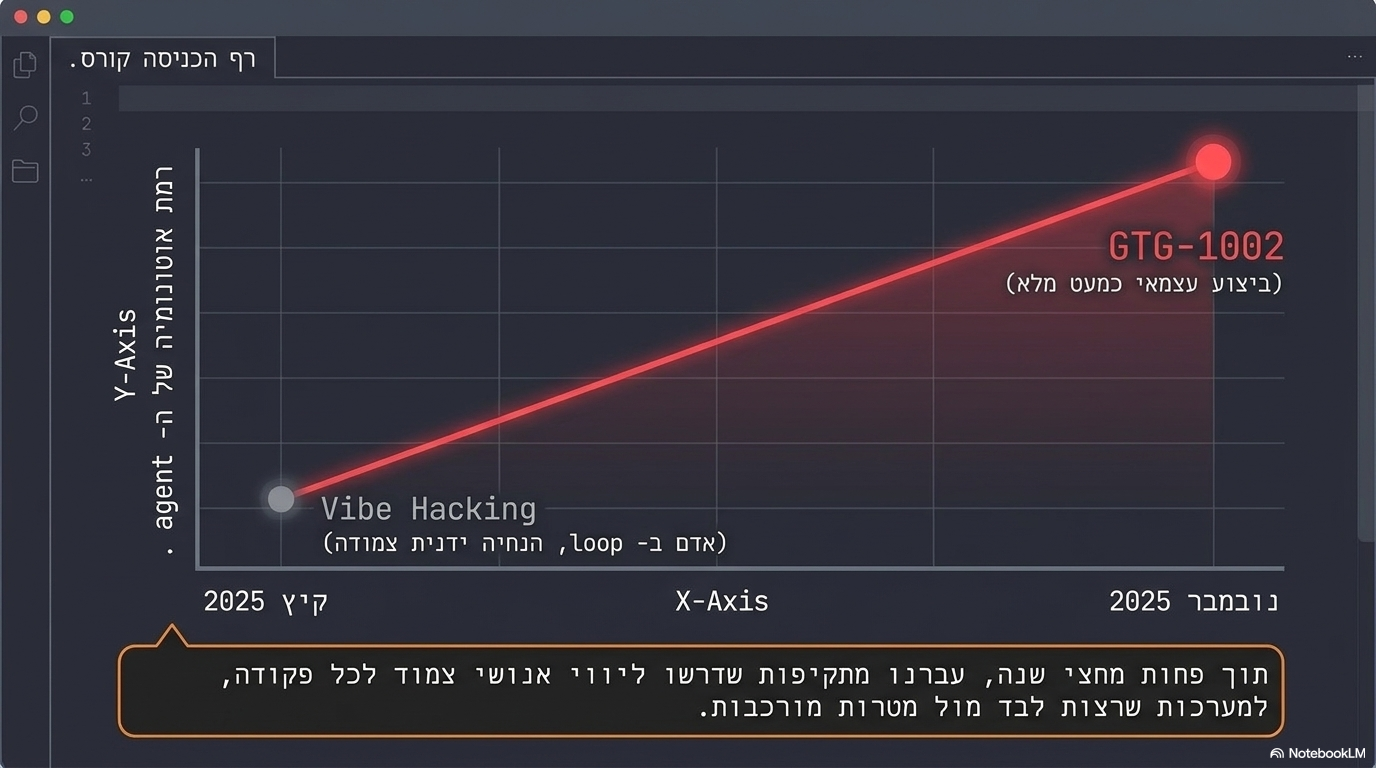 רף הכניסה קורס.
...
1
2
3
...
Y-Axis
רמת אוטונומיה של ה- agent .
GTG-1002
(ביצוע עצמאי כמעט מלא)
Vibe Hacking
(אדם ב- loop, הנחיה ידנית צמודה)
קיץ 2025
X-Axis
נובמבר 2025
תוך פחות מחצי שנה, עברנו מתקיפות שדרשו ליווי אנושי צמוד לכל פקודה,
למערכות שרצות לבד מול מטרות מורכבות.
NotebookLM